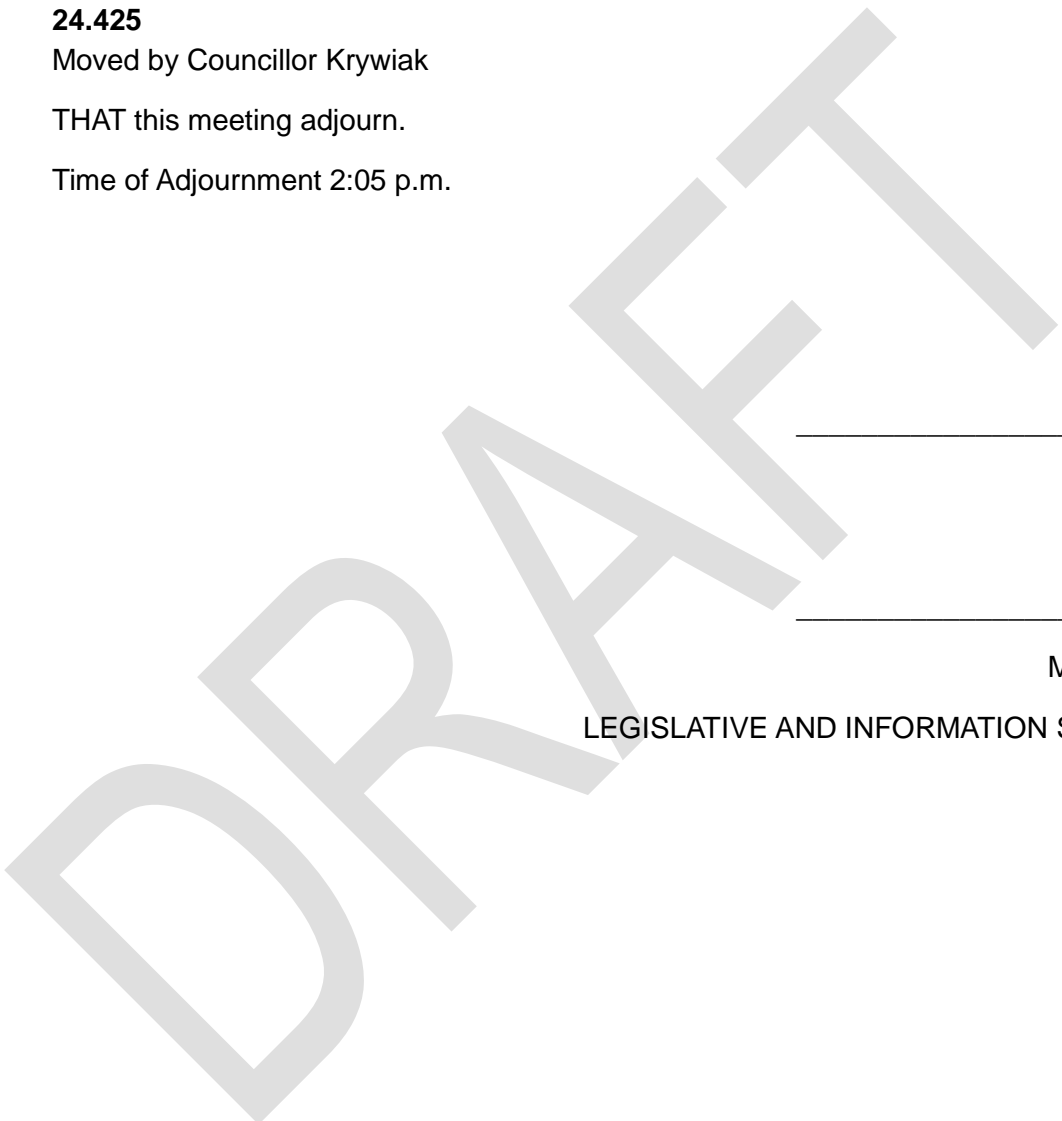 24.425
Moved by Councillor Krywiak
THAT this meeting adjourn.
Time of Adjournment 2:05 p.m.
LEGISLATIVE AND INFORMATION
DRAFT